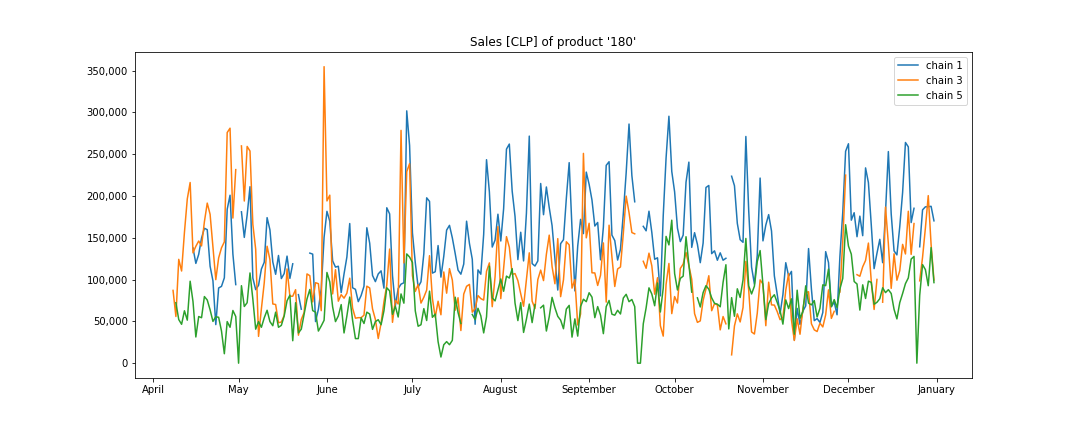 Sales [CLP] of product '180'
chain 1
chain 3
chain 5
350,000
300,000
250,000
200,000
150,000
100,000
50,000
0
April May June July August September October November December January